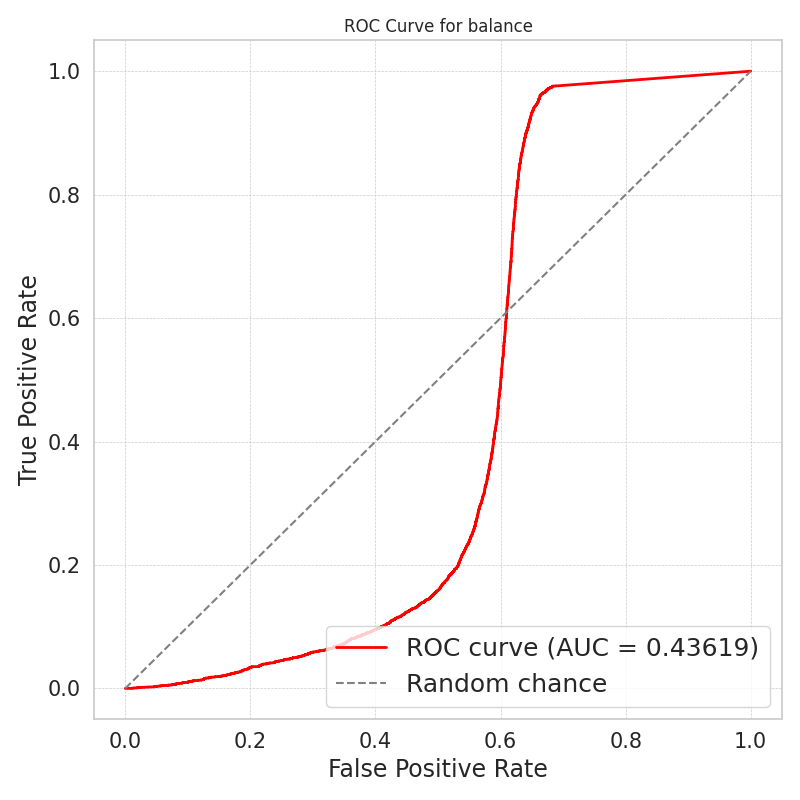 ROC Curve for balance
True Positive Rate
1.0
0.8
0.6
0.4
0.2
0.0
ROC curve (AUC = 0.43619)
Random chance
0.0 0.2 0.4 0.6 0.8 1.0
False Positive Rate